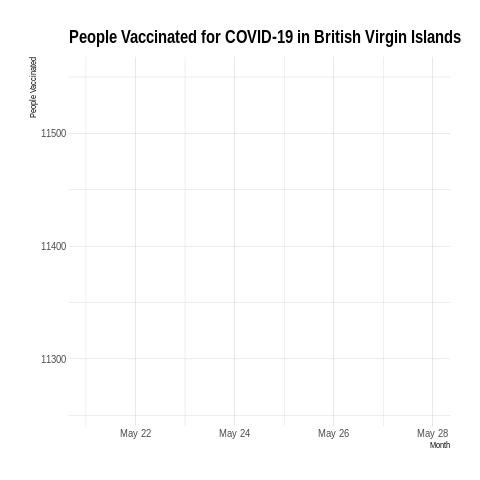 People Vaccinated for COVID-19 in British Virgin Islands
People Vaccinated
11500
11400
11300
May 22 May 24 May 26 May 28
Month